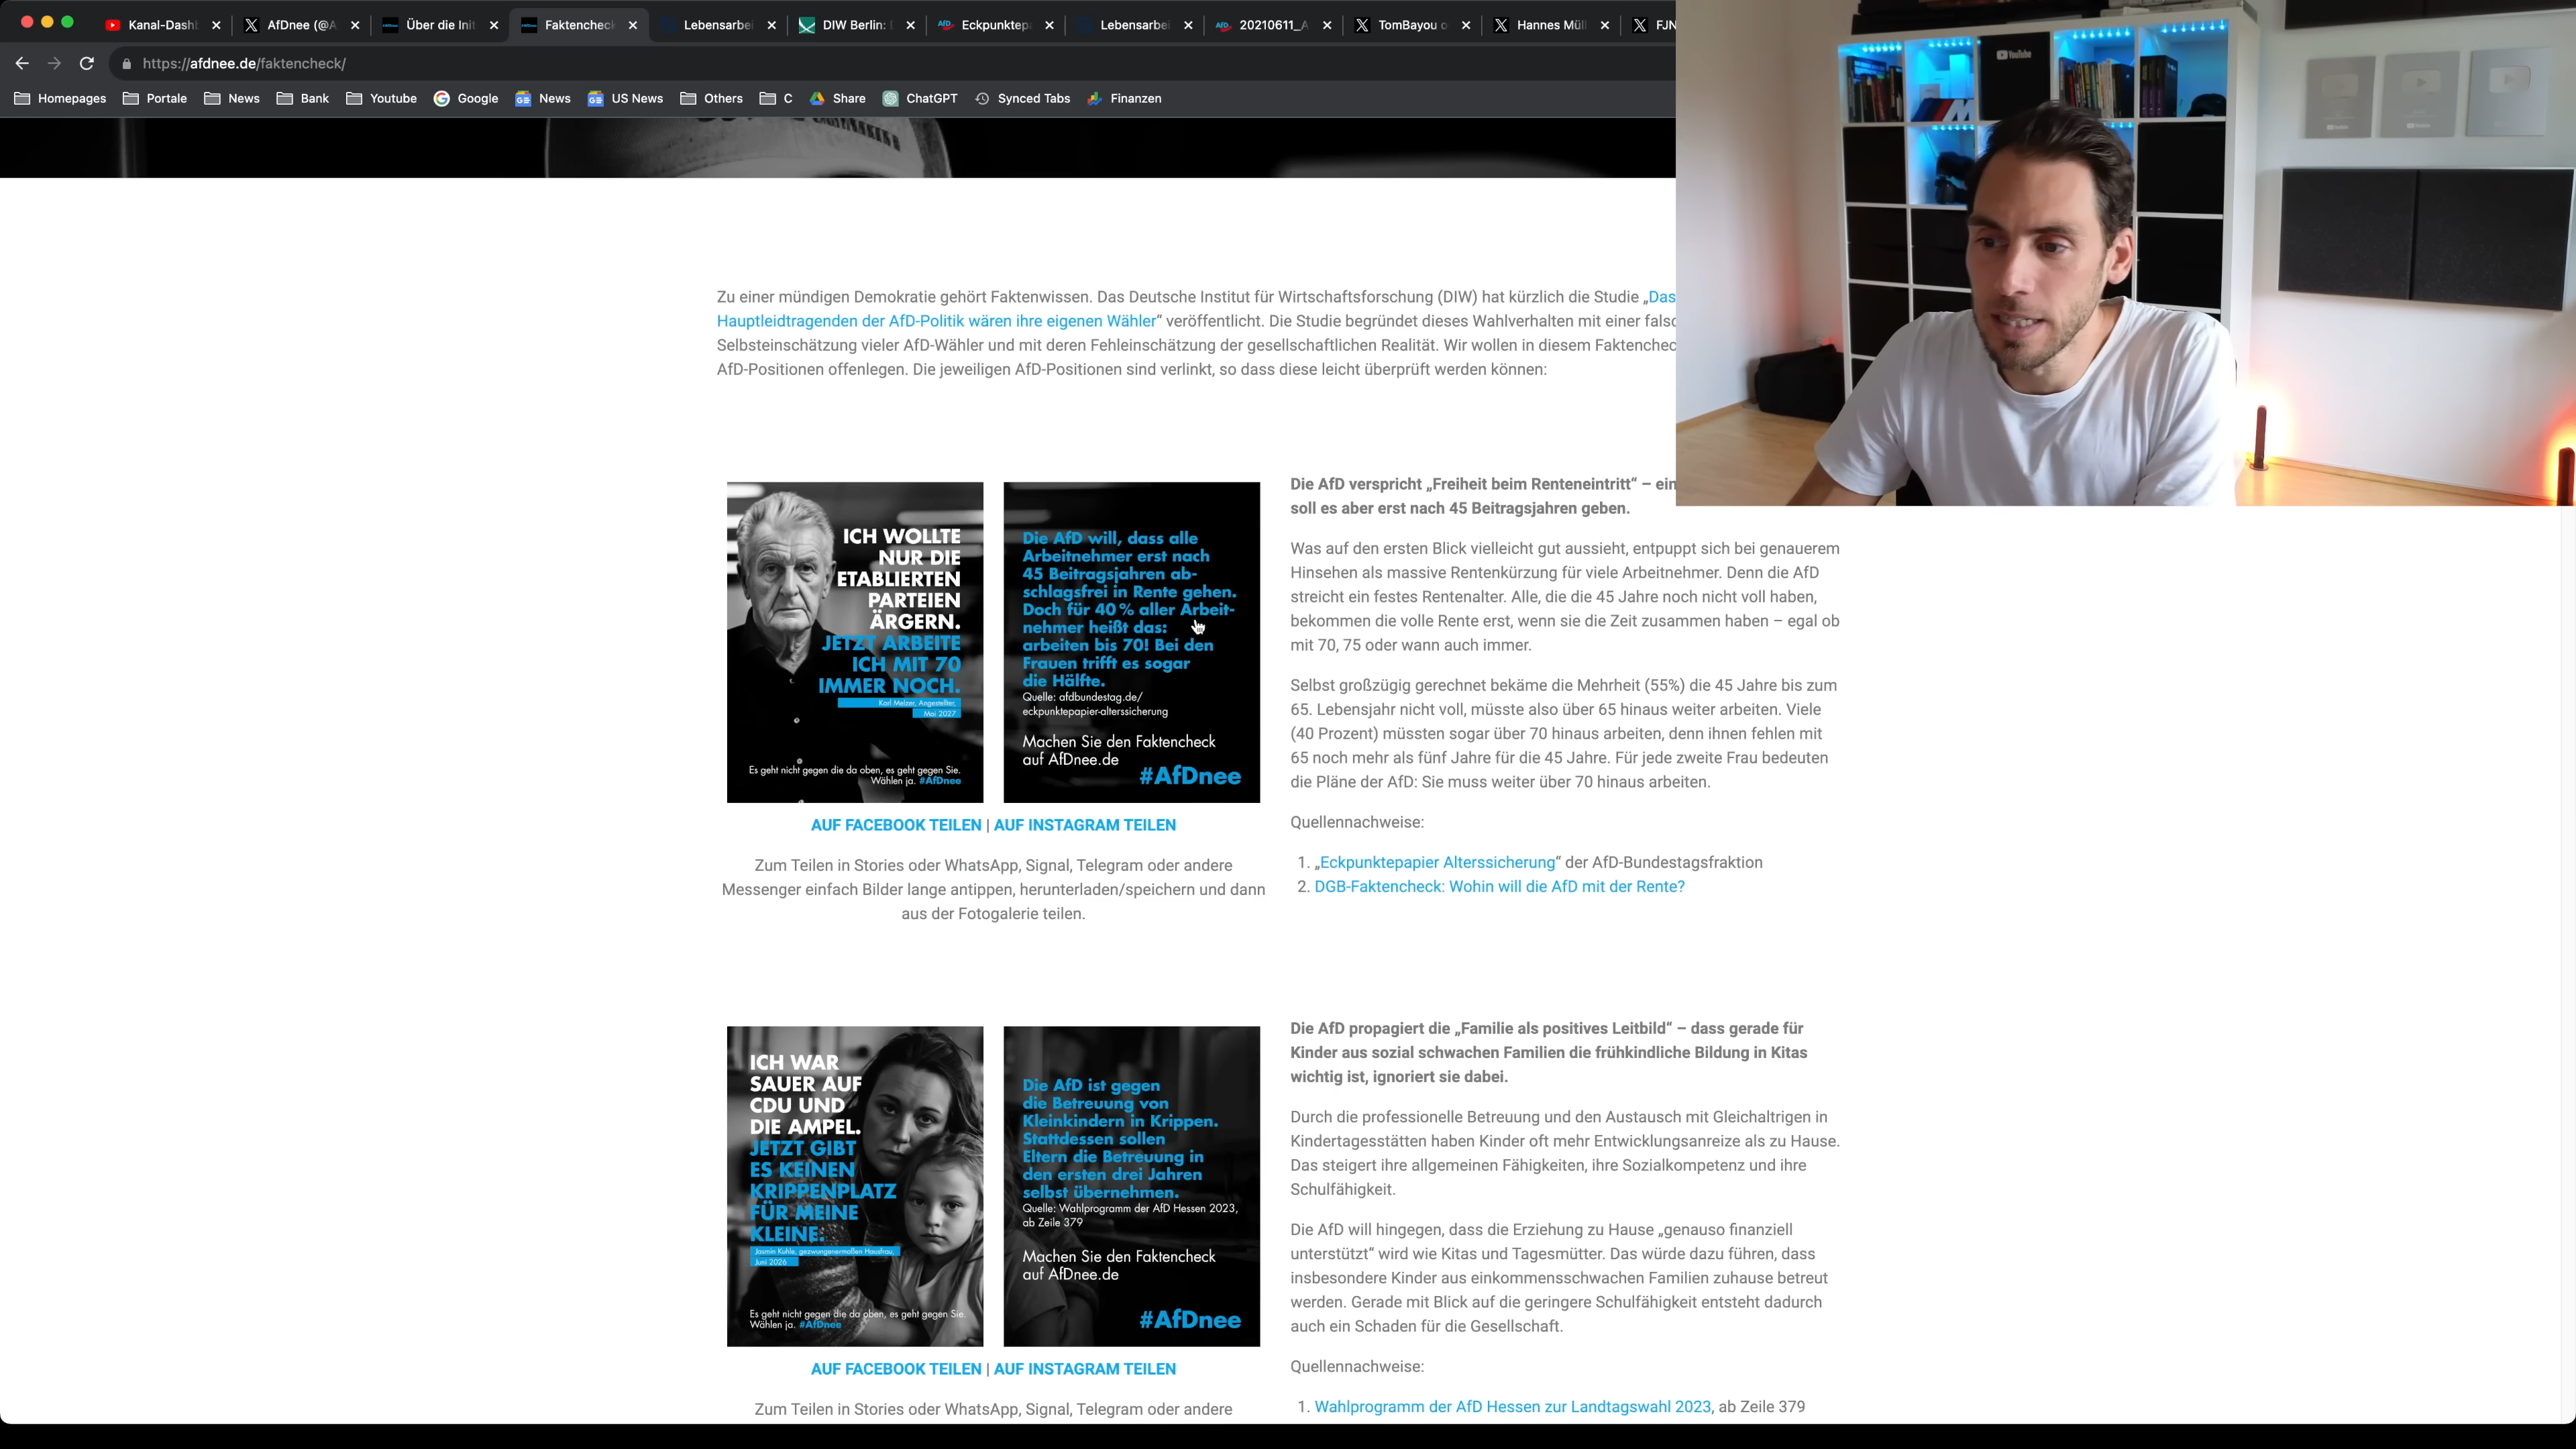 Kanal-Dash
AfDnee (@A
Über die Init
Faktencheck
Lebensarbei
DIW Berlin:
Eckpunktep
Lebensarbei
20210611_A
TomBayou o
Hannes Mül
FJN
https://afdnee.de/faktencheck/
Homepages
Portale
News
Bank
Youtube
Google
News
US News
Others
C
Share
ChatGPT
Synced Tabs
Finanzen
YouTube
Zu einer mündigen Demokratie gehört Faktenwissen. Das Deutsche Institut für Wirtschaftsforschung (DIW) hat kürzlich die Studie „Das
Hauptleidtragenden der AfD-Politik wären ihre eigenen Wähler“ veröffentlicht. Die Studie begründet dieses Wahlverhalten mit einer falsc
Selbsteinschätzung vieler AfD-Wähler und mit deren Fehleinschätzung der gesellschaftlichen Realität. Wir wollen in diesem Faktenchec
AfD-Positionen offenlegen. Die jeweiligen AfD-Positionen sind verlinkt, so dass diese leicht überprüft werden können:
ICH WOLLTE
NUR DIE
ETABLIERTEN
PARTEIEN
ÄRGERN.
JETZT ARBEITE
ICH MIT 70
IMMER NOCH.
Karl Melzer, Angestellter,
Mai 2027
Es geht nicht gegen die da oben, es geht gegen Sie.
Wählen ja. #AfDnee
Die AfD will, dass alle
Arbeitnehmer erst nach
45 Beitragsjahren ab-
schlagsfrei in Rente gehen.
Doch für 40 % aller Arbeit-
nehmer heißt das:
arbeiten bis 70! Bei den
Frauen trifft es sogar
die Hälfte.
Quelle: afdbundestag.de/
eckpunktepapier-alterssicherung
Machen Sie den Faktencheck
auf AfDnee.de
#AfDnee
AUF FACEBOOK TEILEN | AUF INSTAGRAM TEILEN
Zum Teilen in Stories oder WhatsApp, Signal, Telegram oder andere
Messenger einfach Bilder lange antippen, herunterladen/speichern und dann
aus der Fotogalerie teilen.
Die AfD verspricht „Freiheit beim Renteneintritt“ – ein
soll es aber erst nach 45 Beitragsjahren geben.
Was auf den ersten Blick vielleicht gut aussieht, entpuppt sich bei genauerem
Hinsehen als massive Rentenkürzung für viele Arbeitnehmer. Denn die AfD
streicht ein festes Rentenalter. Alle, die die 45 Jahre noch nicht voll haben,
bekommen die volle Rente erst, wenn sie die Zeit zusammen haben – egal ob
mit 70, 75 oder wann auch immer.
Selbst großzügig gerechnet bekäme die Mehrheit (55%) die 45 Jahre bis zum
65. Lebensjahr nicht voll, müsste also über 65 hinaus weiter arbeiten. Viele
(40 Prozent) müssten sogar über 70 hinaus arbeiten, denn ihnen fehlen mit
65 noch mehr als fünf Jahre für die 45 Jahre. Für jede zweite Frau bedeuten
die Pläne der AfD: Sie muss weiter über 70 hinaus arbeiten.
Quellennachweise:
1. „Eckpunktepapier Alterssicherung“ der AfD-Bundestagsfraktion
2. DGB-Faktencheck: Wohin will die AfD mit der Rente?
ICH WAR
SAUER AUF
CDU UND
DIE AMPEL.
JETZT GIBT
ES KEINEN
KRIPPENPLATZ
FÜR MEINE
KLEINE.
Jasmin Kuhle, gezwungenermaßen Hausfrau,
Juni 2026
Es geht nicht gegen die da oben, es geht gegen Sie.
Wählen ja. #AfDnee
Die AfD ist gegen
die Betreuung von
Kleinkindern in Krippen.
Stattdessen sollen
Eltern die Betreuung in
den ersten drei Jahren
selbst übernehmen.
Quelle: Wahlprogramm der AfD Hessen 2023,
ab Zeile 379
Machen Sie den Faktencheck
auf AfDnee.de
#AfDnee
AUF FACEBOOK TEILEN | AUF INSTAGRAM TEILEN
Zum Teilen in Stories oder WhatsApp, Signal, Telegram oder andere
Die AfD propagiert die „Familie als positives Leitbild“ – dass gerade für
Kinder aus sozial schwachen Familien die frühkindliche Bildung in Kitas
wichtig ist, ignoriert sie dabei.
Durch die professionelle Betreuung und den Austausch mit Gleichaltrigen in
Kindertagesstätten haben Kinder oft mehr Entwicklungsanreize als zu Hause.
Das steigert ihre allgemeinen Fähigkeiten, ihre Sozialkompetenz und ihre
Schulfähigkeit.
Die AfD will hingegen, dass die Erziehung zu Hause „genauso finanziell
unterstützt“ wird wie Kitas und Tagesmütter. Das würde dazu führen, dass
insbesondere Kinder aus einkommensschwachen Familien zuhause betreut
werden. Gerade mit Blick auf die geringere Schulfähigkeit entsteht dadurch
auch ein Schaden für die Gesellschaft.
Quellennachweise:
1. Wahlprogramm der AfD Hessen zur Landtagswahl 2023, ab Zeile 379